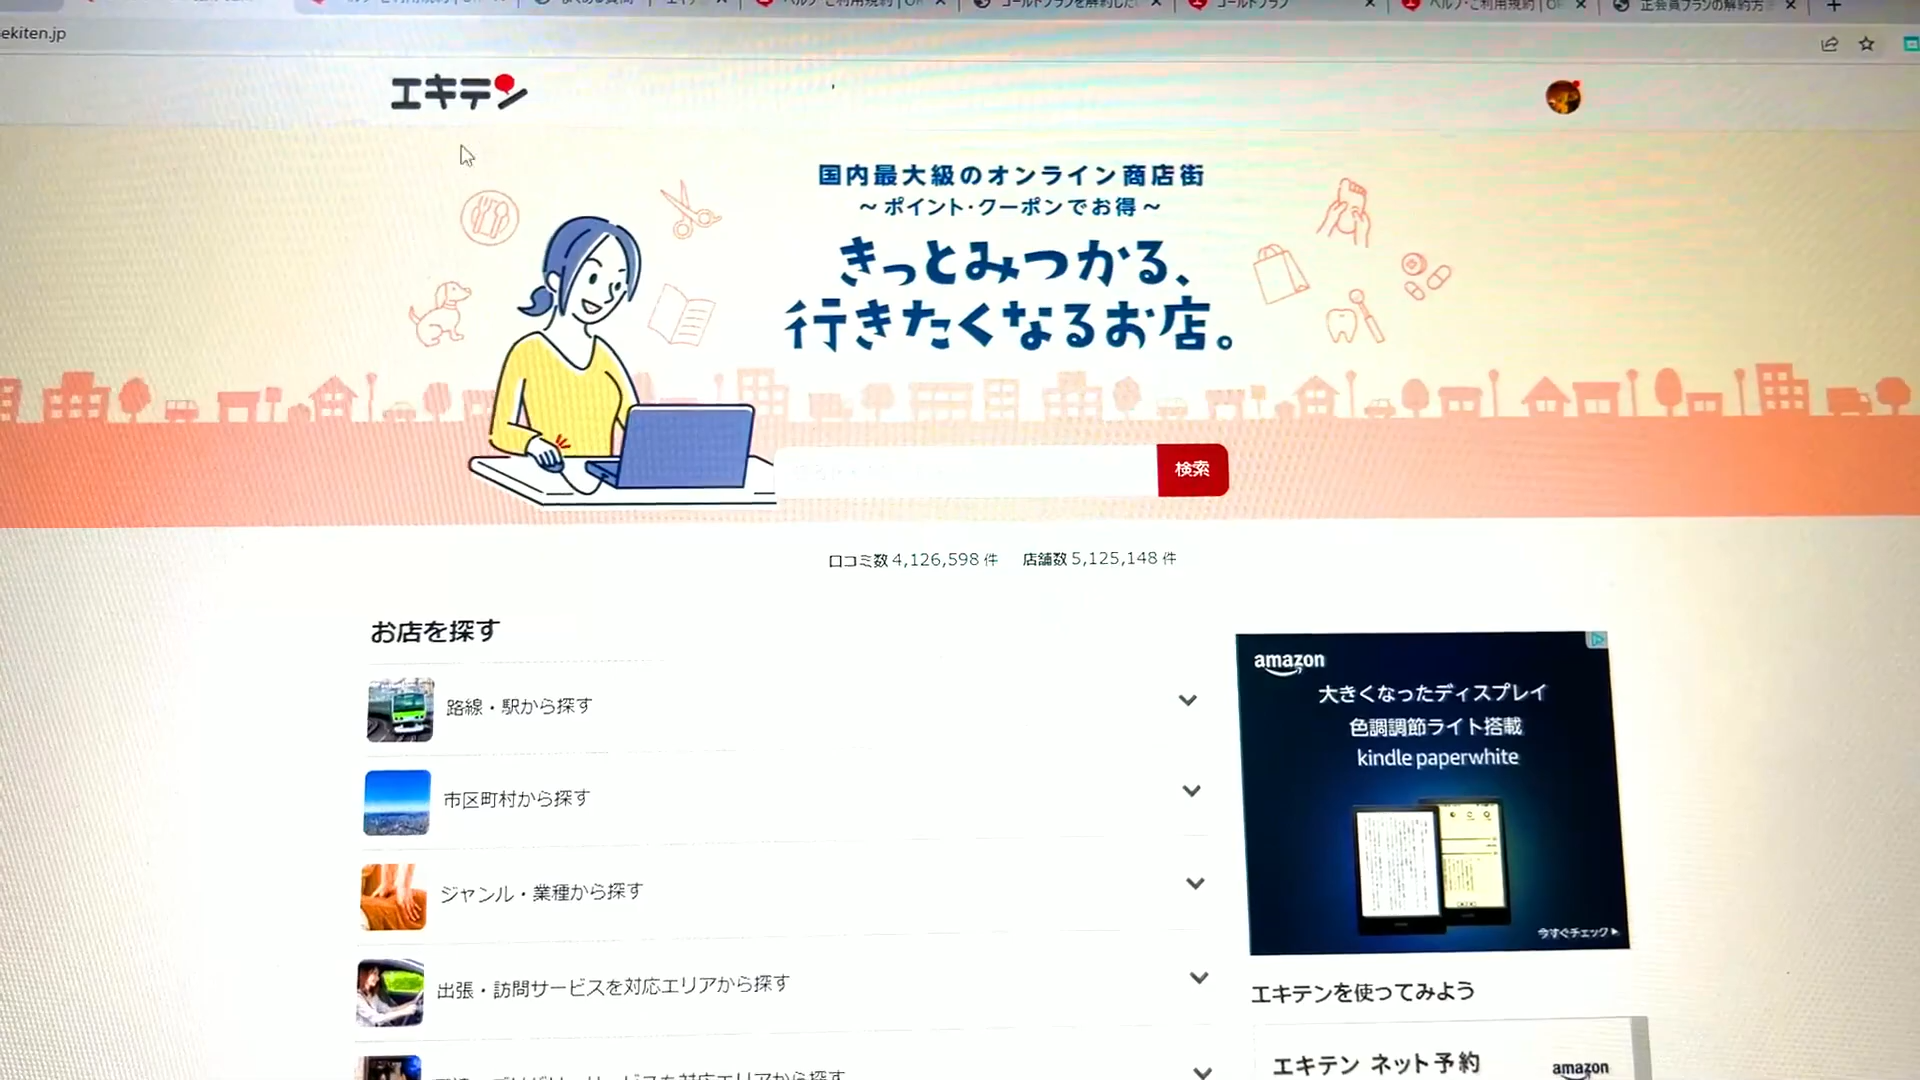 ekiten.jp
エキテン
国内最大級のオンライン商店街
～ポイント・クーポンでお得～
きっとみつかる、
行きたくなるお店。
検索
口コミ数 4,126,598 件 店舗数 5,125,148 件
お店を探す
路線・駅から探す
市区町村から探す
ジャンル・業種から探す
出張・訪問サービスを対応エリアから探す
amazon
大きくなったディスプレイ
色調調節ライト搭載
kindle paperwhite
今すぐチェック
エキテンを使ってみよう
エキテン ネット予約
amazon